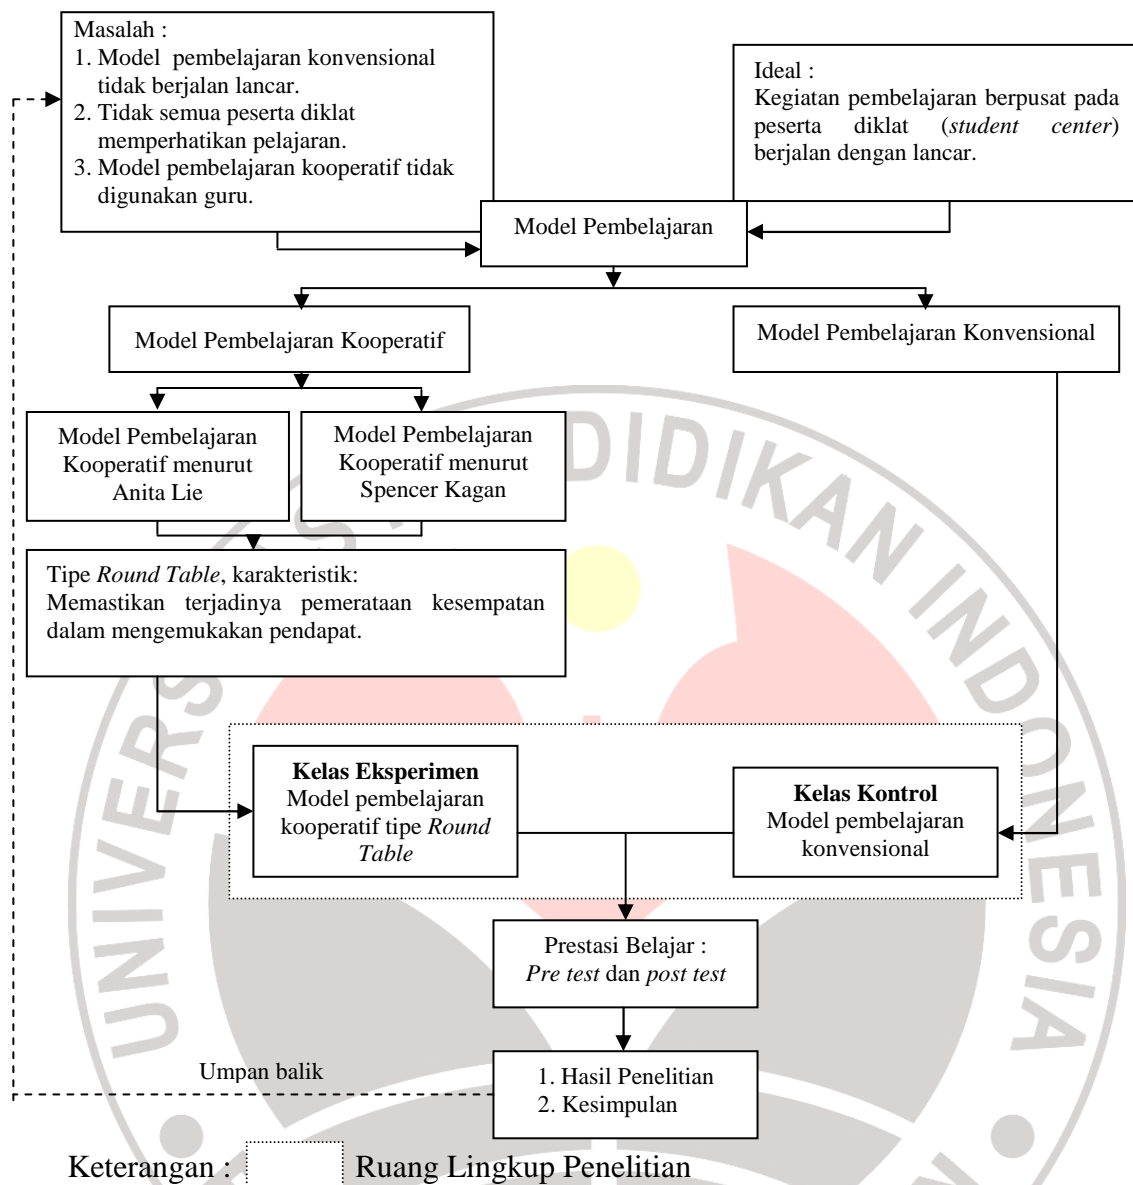 Masalah :
1. Model pembelajaran konvensional
tidak berjalan lancar.
2. Tidak semua peserta diklat
memperhatikan pelajaran.
3. Model pembelajaran kooperatif tidak
digunakan guru.
Ideal :
Kegiatan pembelajaran berpusat pada
peserta diklat (student center)
berjalan dengan lancar.
Model Pembelajaran
Model Pembelajaran Kooperatif
Model Pembelajaran Konvensional
Model Pembelajaran
Kooperatif menurut
Anita Lie
Model Pembelajaran
Kooperatif menurut
Spencer Kagan
Tipe Round Table, karakteristik:
Memastikan terjadinya pemerataan kesempatan
dalam mengemukakan pendapat.
Kelas Eksperimen
Model pembelajaran
kooperatif tipe Round
Table
Kelas Kontrol
Model pembelajaran
konvensional
Prestasi Belajar :
Pre test dan post test
Umpan balik
1. Hasil Penelitian
2. Kesimpulan
Keterangan : Ruang Lingkup Penelitian
DIDIKAN INDONESIA